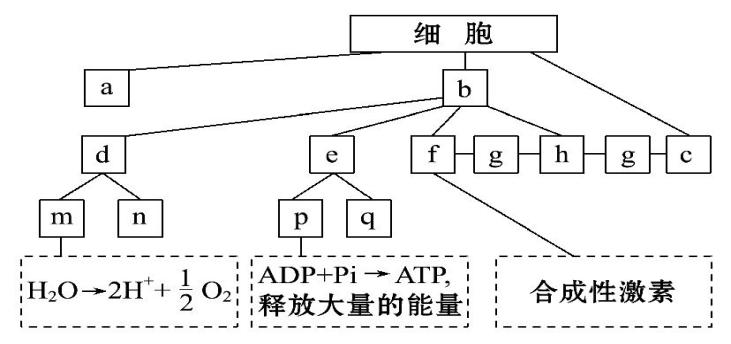 细 胞
a
b
d
e
f
g
h
g
c
m
n
p
q
H₂O→2H⁺+ 1/2 O₂
ADP+Pi → ATP,
释放大量的能量
合成性激素